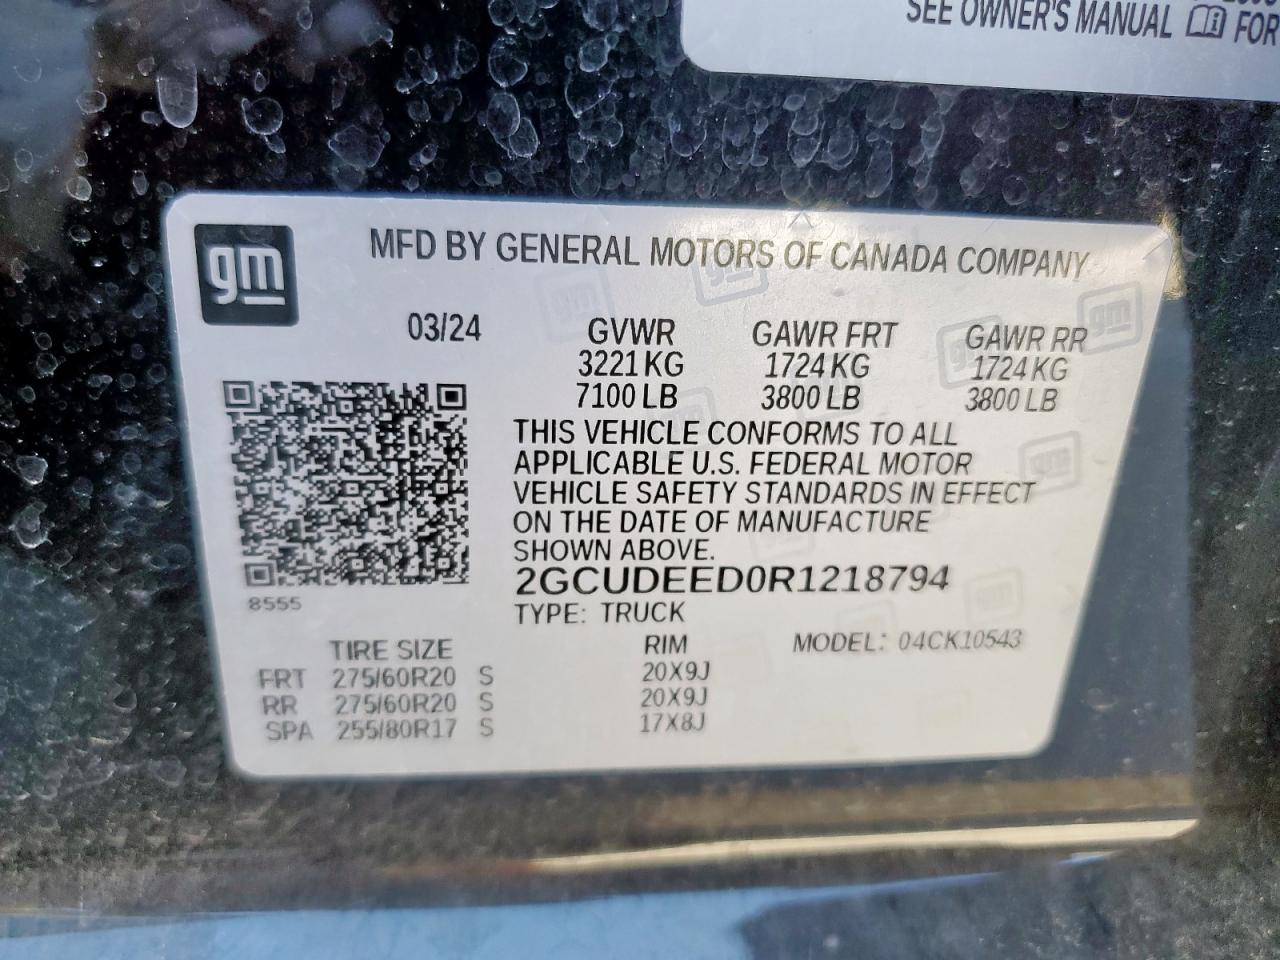 SEE OWNER'S MANUAL FOR
gm
MFD BY GENERAL MOTORS OF CANADA COMPANY
03/24 GVWR GAWR FRT GAWR RR
3221 KG 1724 KG 1724 KG
7100 LB 3800 LB 3800 LB
THIS VEHICLE CONFORMS TO ALL
APPLICABLE U.S. FEDERAL MOTOR
VEHICLE SAFETY STANDARDS IN EFFECT
ON THE DATE OF MANUFACTURE
SHOWN ABOVE.
2GCUDEED0R1218794
8555
TYPE: TRUCK
TIRE SIZE RIM MODEL: 04CK10543
FRT 275/60R20 S 20X9J
RR 275/60R20 S 20X9J
SPA 255/80R17 S 17X8J